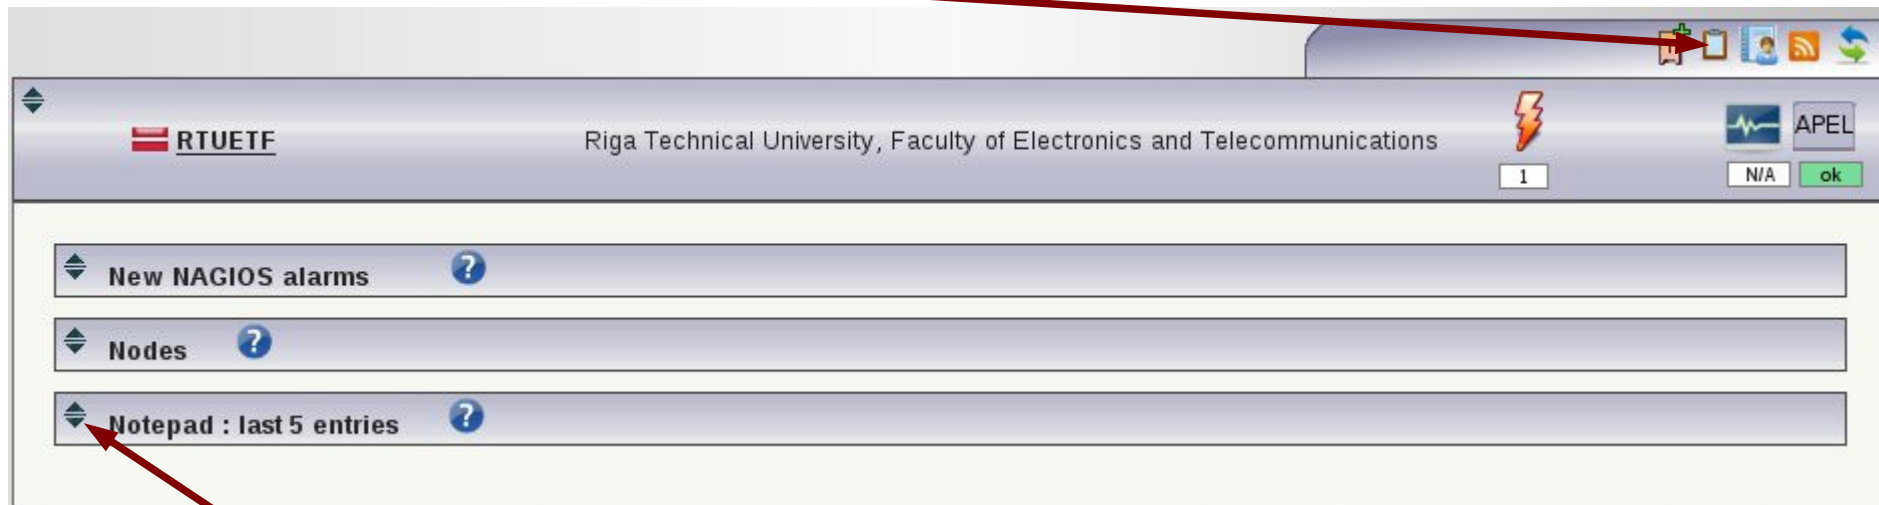 RTUETF
Riga Technical University, Faculty of Electronics and Telecommunications
APEL
1
N/A
ok
New NAGIOS alarms ?
Nodes ?
Notepad : last 5 entries ?